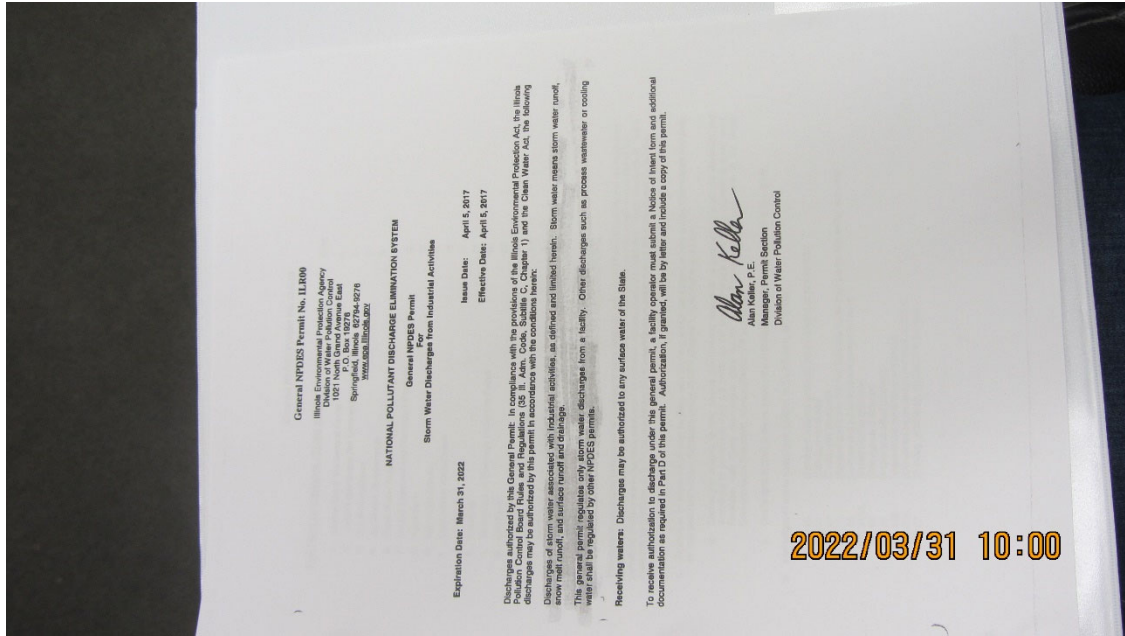 General NPDES Permit No. ILR00
Illinois Environmental Protection Agency
Division of Water Pollution Control
1021 North Grand Avenue East
P.O. Box 19276
Springfield, Illinois 62794-9276
www.epa.illinois.gov
NATIONAL POLLUTANT DISCHARGE ELIMINATION SYSTEM
General NPDES Permit
For
Storm Water Discharges from Industrial Activities
Expiration Date: March 31, 2022 Issue Date: April 5, 2017
Effective Date: April 5, 2017
Discharges authorized by this General Permit: In compliance with the provisions of the Illinois Environmental Protection Act, the Illinois
Pollution Control Board Rules and Regulations (35 Ill. Adm. Code, Subtitle C, Chapter 1) and the Clean Water Act, the following
discharges may be authorized by this permit in accordance with the conditions herein:
Discharges of storm water associated with industrial activities, as defined and limited herein. Storm water means storm water runoff,
snow melt runoff, and surface runoff and drainage.
This general permit regulates only storm water discharges from a facility. Other discharges such as process wastewater or cooling
water shall be regulated by other NPDES permits.
Receiving waters: Discharges may be authorized to any surface water of the State.
To receive authorization to discharge under this general permit, a facility operator must submit a Notice of Intent form and additional
documentation as required in Part D of this permit. Authorization, if granted, will be by letter and include a copy of this permit.
Alan Keller
Alan Keller, P.E.
Manager, Permit Section
Division of Water Pollution Control
2022/03/31 10:00